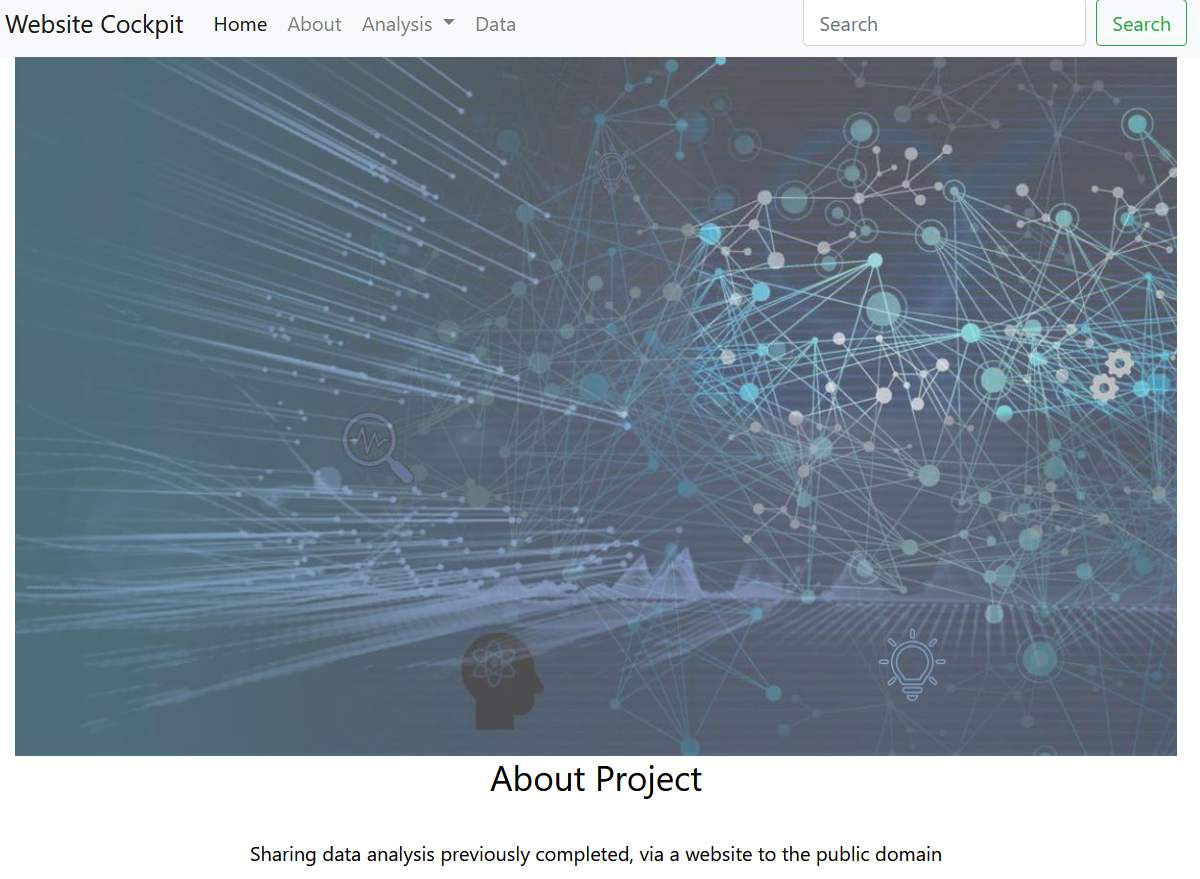 Website Cockpit Home About Analysis Data Search Search
About Project
Sharing data analysis previously completed, via a website to the public domain